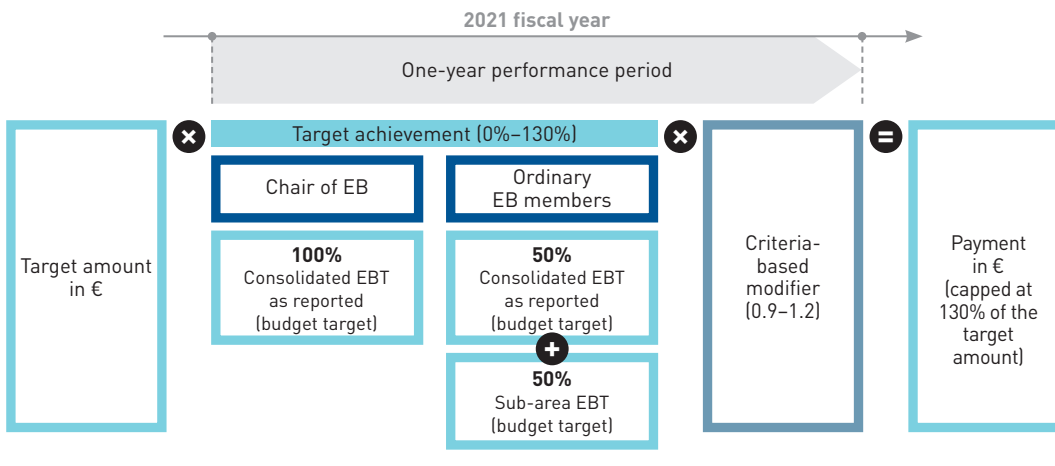 2021 fiscal year
One-year performance period
Target amount
in €
×
Target achievement (0%–130%)
Chair of EB
100%
Consolidated EBT
as reported
(budget target)
Ordinary
EB members
50%
Consolidated EBT
as reported
(budget target)
+
50%
Sub-area EBT
(budget target)
×
Criteria-
based
modifier
(0.9–1.2)
=
Payment
in €
(capped at
130% of the
target
amount)